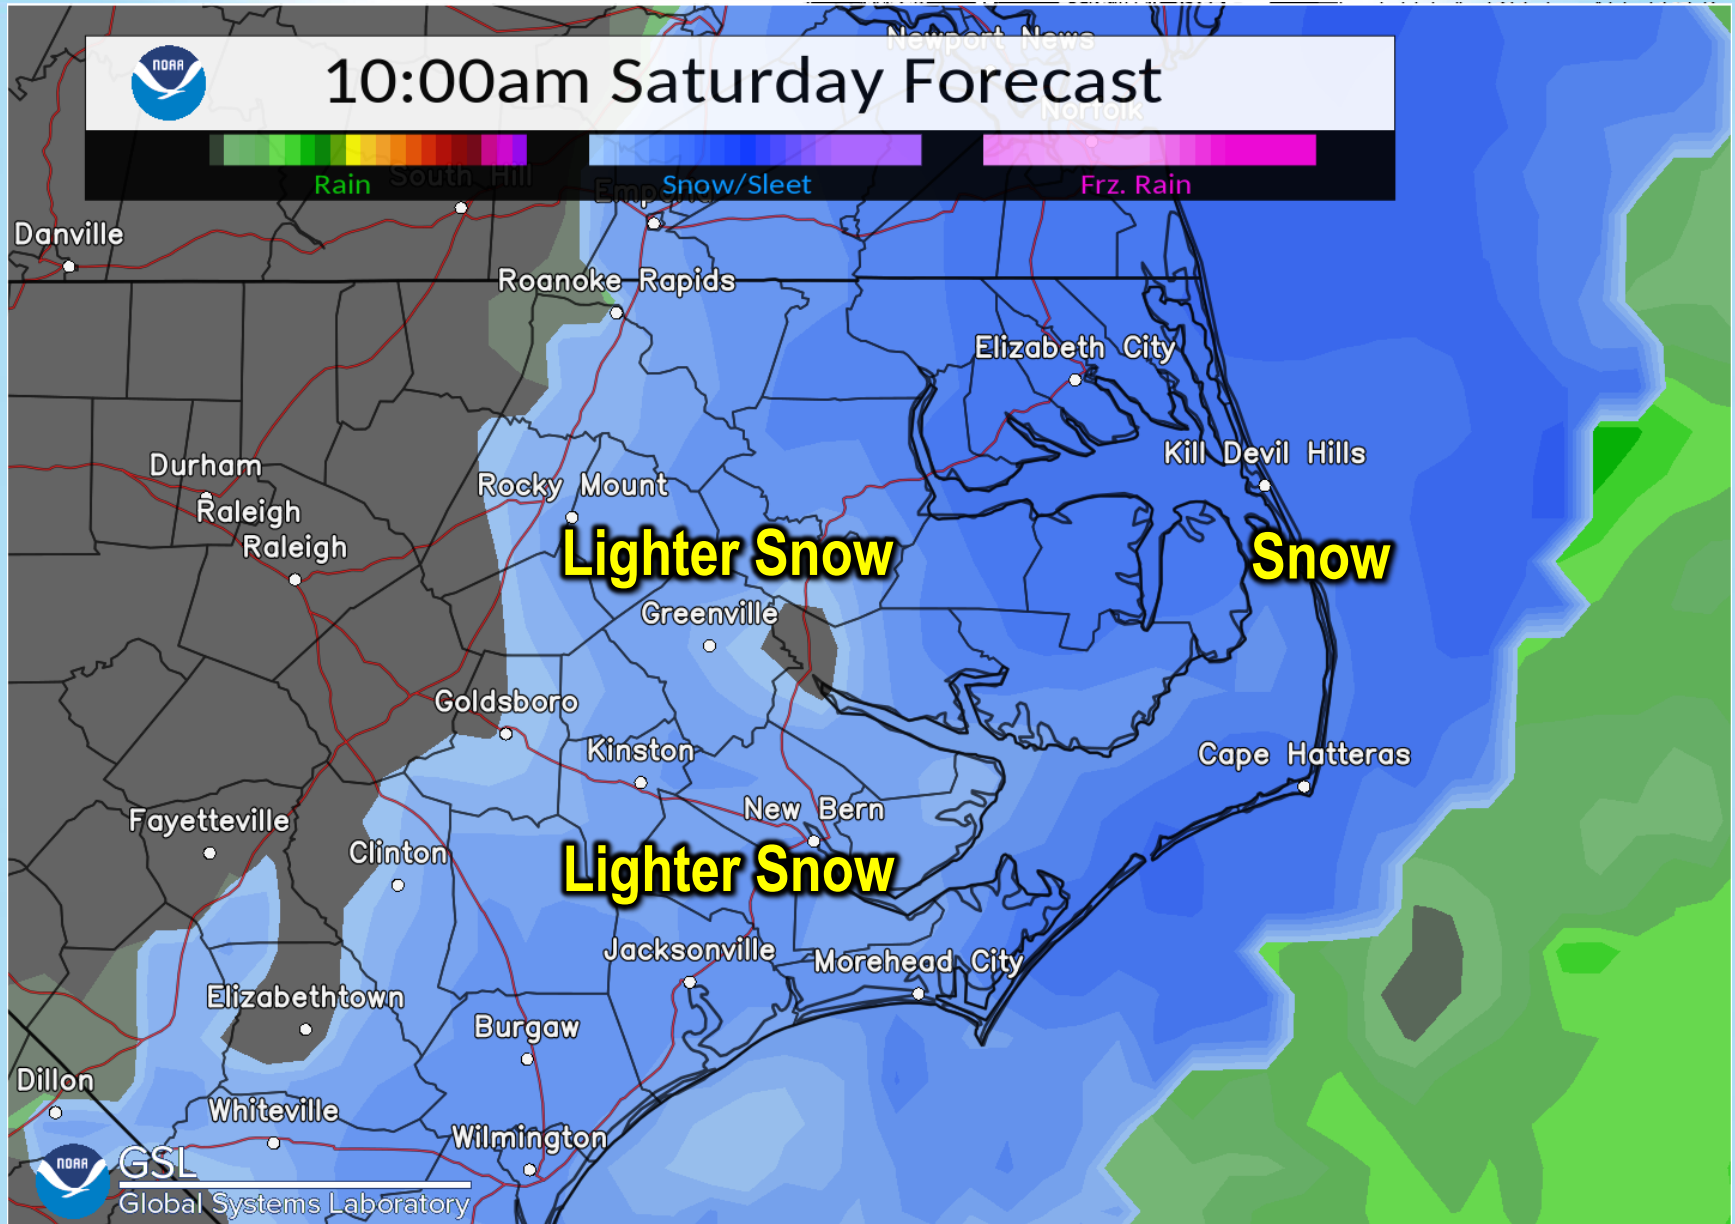 Newport News
NOAA
10:00am Saturday Forecast
Norfolk
Rain
South Hill
Snow/Sleet
Frz. Rain
Emporia
Danville
Roanoke Rapids
Elizabeth City
Kill Devil Hills
Durham
Rocky Mount
Raleigh
Raleigh
Lighter Snow
Snow
Greenville
Goldsboro
Kinston
Cape Hatteras
New Bern
Fayetteville
Clinton
Lighter Snow
Jacksonville
Morehead City
Elizabethtown
Burgaw
Dillon
Whiteville
Wilmington
NOAA
GSL
Global Systems Laboratory